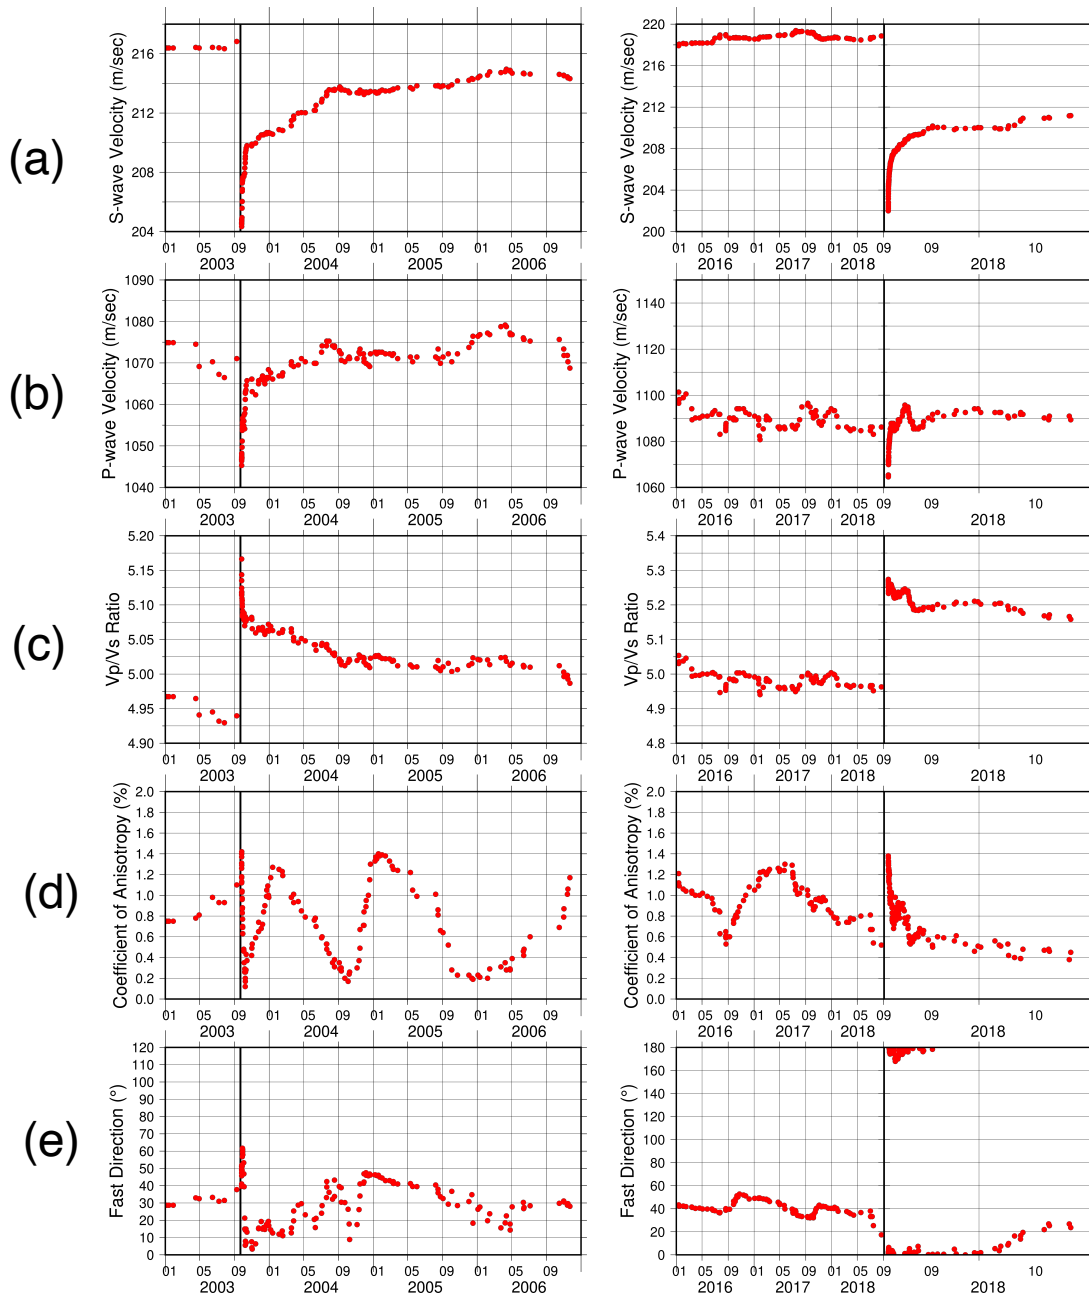 (a)
S-wave Velocity (m/sec)
216
212
208
204
01 05 09 01 05 09 01 05 09 01 05 09
2003 2004 2005 2006
S-wave Velocity (m/sec)
220
216
212
208
204
200
01 05 09 01 05 09 01 05 09 09 10
2016 2017 2018 2018
(b)
P-wave Velocity (m/sec)
1090
1080
1070
1060
1050
1040
01 05 09 01 05 09 01 05 09 01 05 09
2003 2004 2005 2006
P-wave Velocity (m/sec)
1140
1120
1100
1080
1060
01 05 09 01 05 09 01 05 09 09 10
2016 2017 2018 2018
(c)
Vp/Vs Ratio
5.20
5.15
5.10
5.05
5.00
4.95
4.90
01 05 09 01 05 09 01 05 09 01 05 09
2003 2004 2005 2006
Vp/Vs Ratio
5.4
5.3
5.2
5.1
5.0
4.9
4.8
01 05 09 01 05 09 01 05 09 09 10
2016 2017 2018 2018
(d)
Coefficient of Anisotropy (%)
2.0
1.8
1.6
1.4
1.2
1.0
0.8
0.6
0.4
0.2
0.0
01 05 09 01 05 09 01 05 09 01 05 09
2003 2004 2005 2006
Coefficient of Anisotropy (%)
2.0
1.8
1.6
1.4
1.2
1.0
0.8
0.6
0.4
0.2
0.0
01 05 09 01 05 09 01 05 09 09 10
2016 2017 2018 2018
(e)
Fast Direction (°)
120
110
100
90
80
70
60
50
40
30
20
10
0
01 05 09 01 05 09 01 05 09 01 05 09
2003 2004 2005 2006
Fast Direction (°)
180
160
140
120
100
80
60
40
20
0
01 05 09 01 05 09 01 05 09 09 10
2016 2017 2018 2018